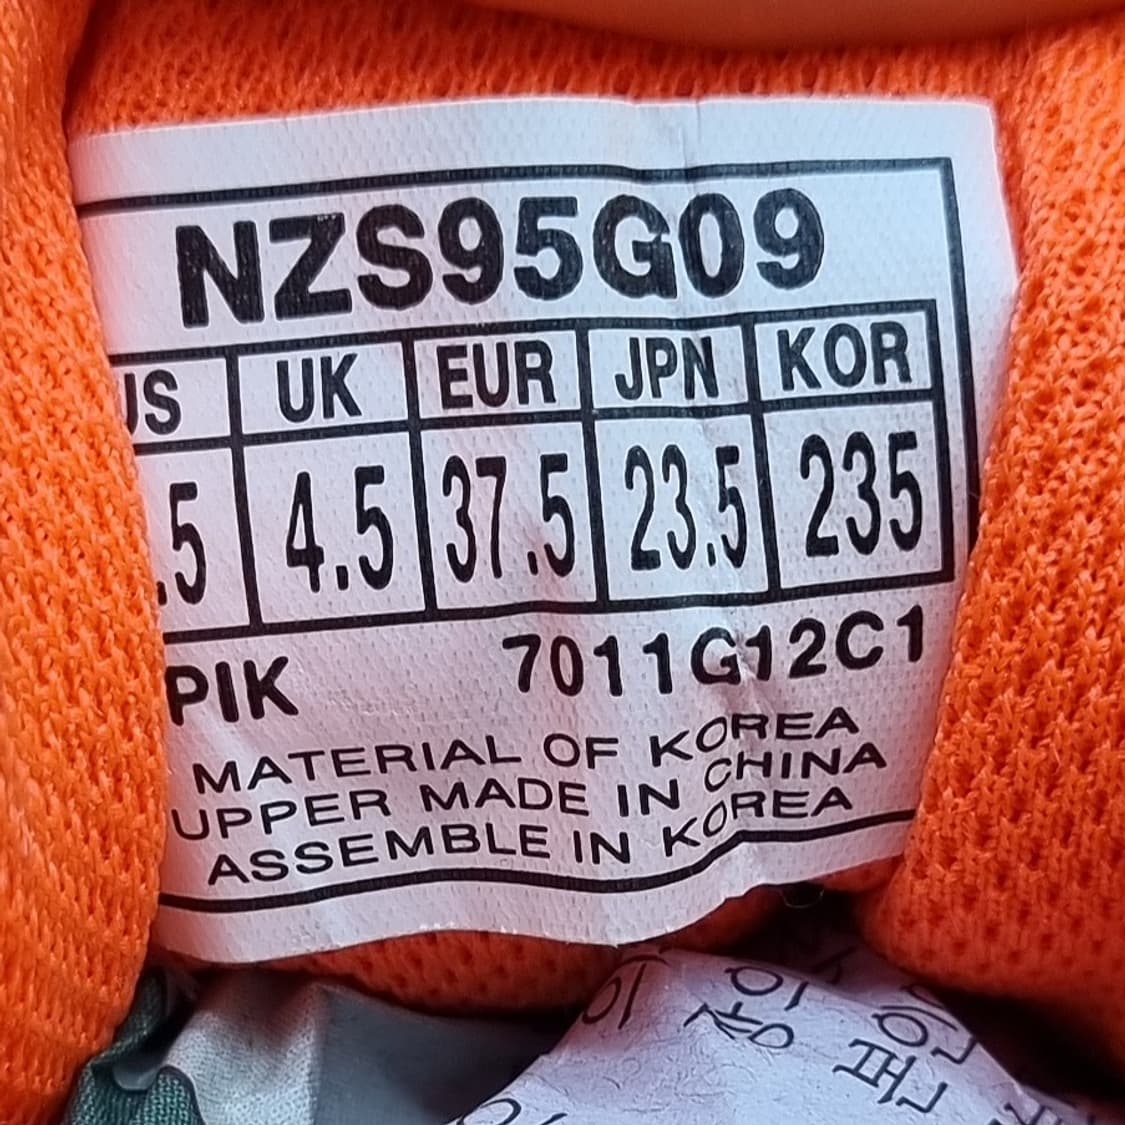 NZS95G09
US UK EUR JPN KOR
.5 4.5 37.5 23.5 235
PIK 7011G12C1
MATERIAL OF KOREA
UPPER MADE IN CHINA
ASSEMBLE IN KOREA